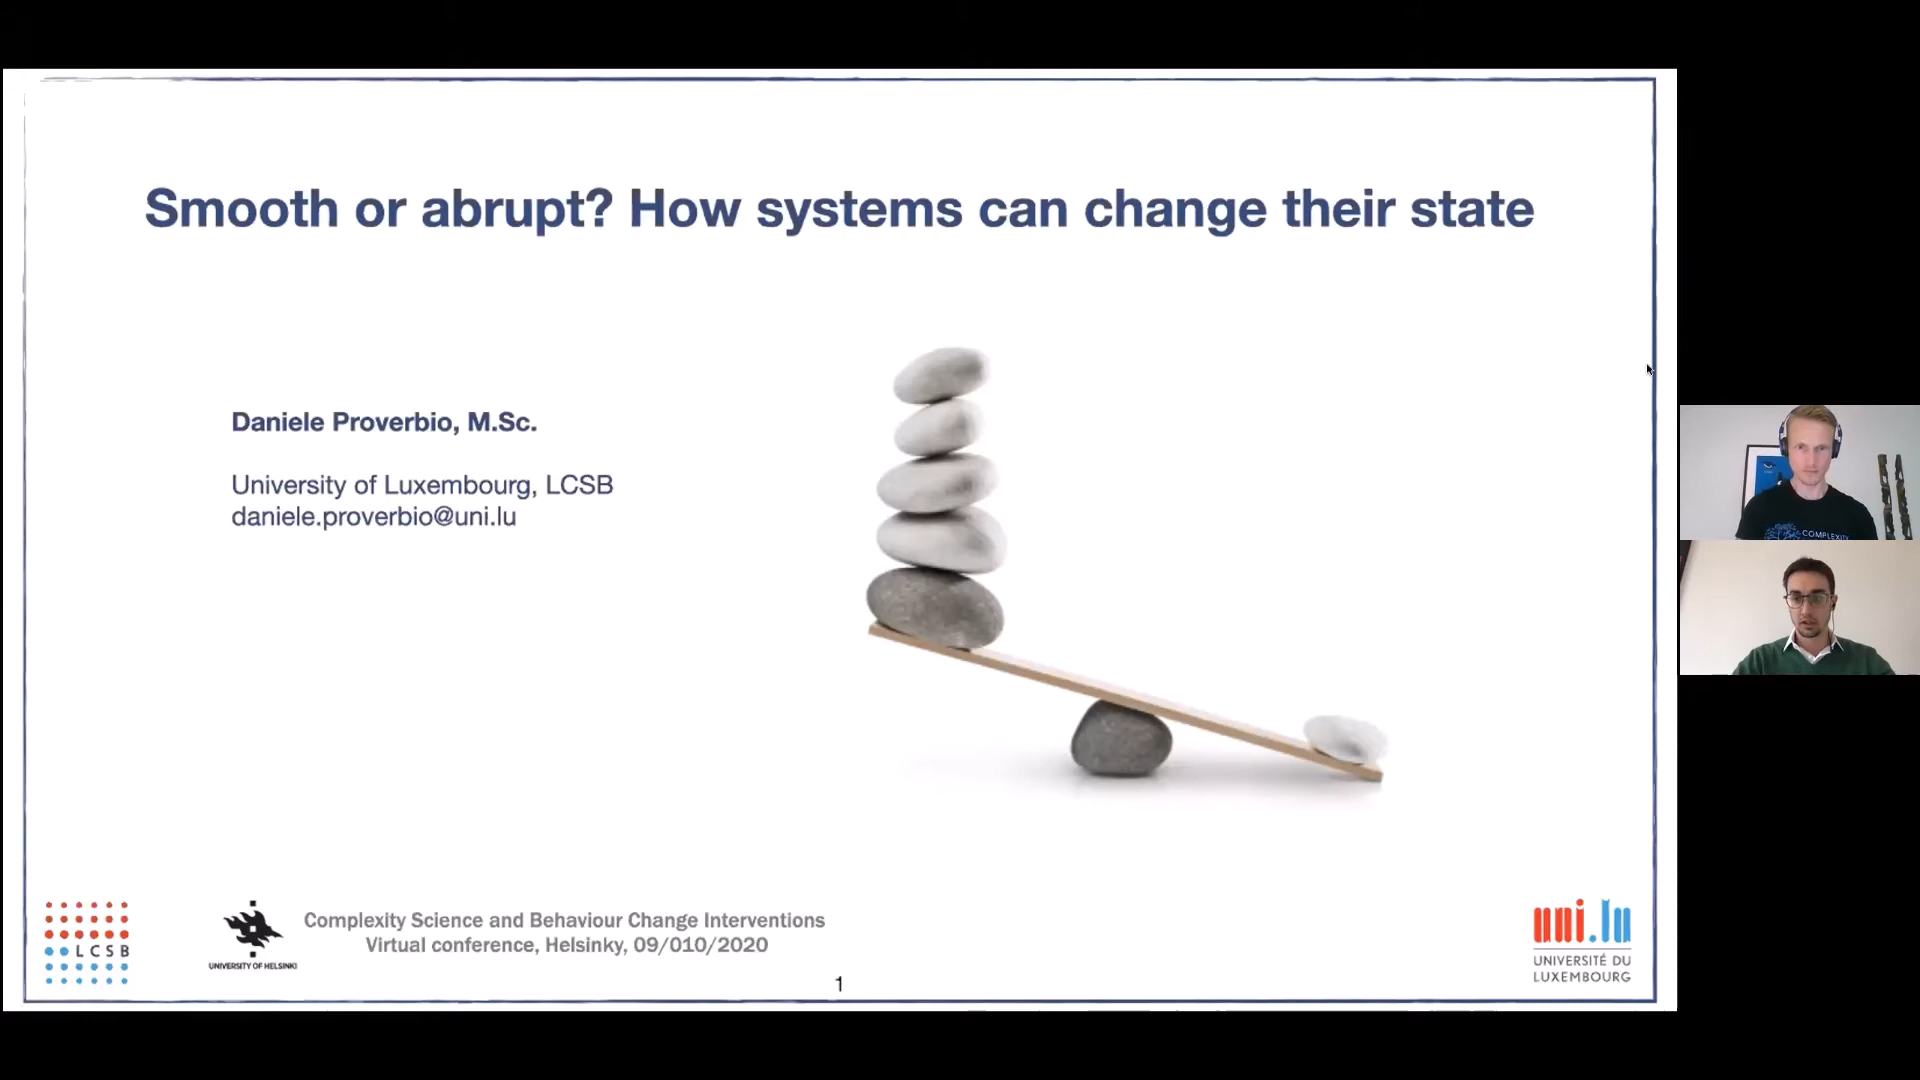 Smooth or abrupt? How systems can change their state
Daniele Proverbio, M.Sc.
University of Luxembourg, LCSB
daniele.proverbio@uni.lu
LCSB
UNIVERSITY OF HELSINKI
Complexity Science and Behaviour Change Interventions
Virtual conference, Helsinky, 09/010/2020
1
uni.lu
UNIVERSITÉ DU
LUXEMBOURG
COMPLEXITY